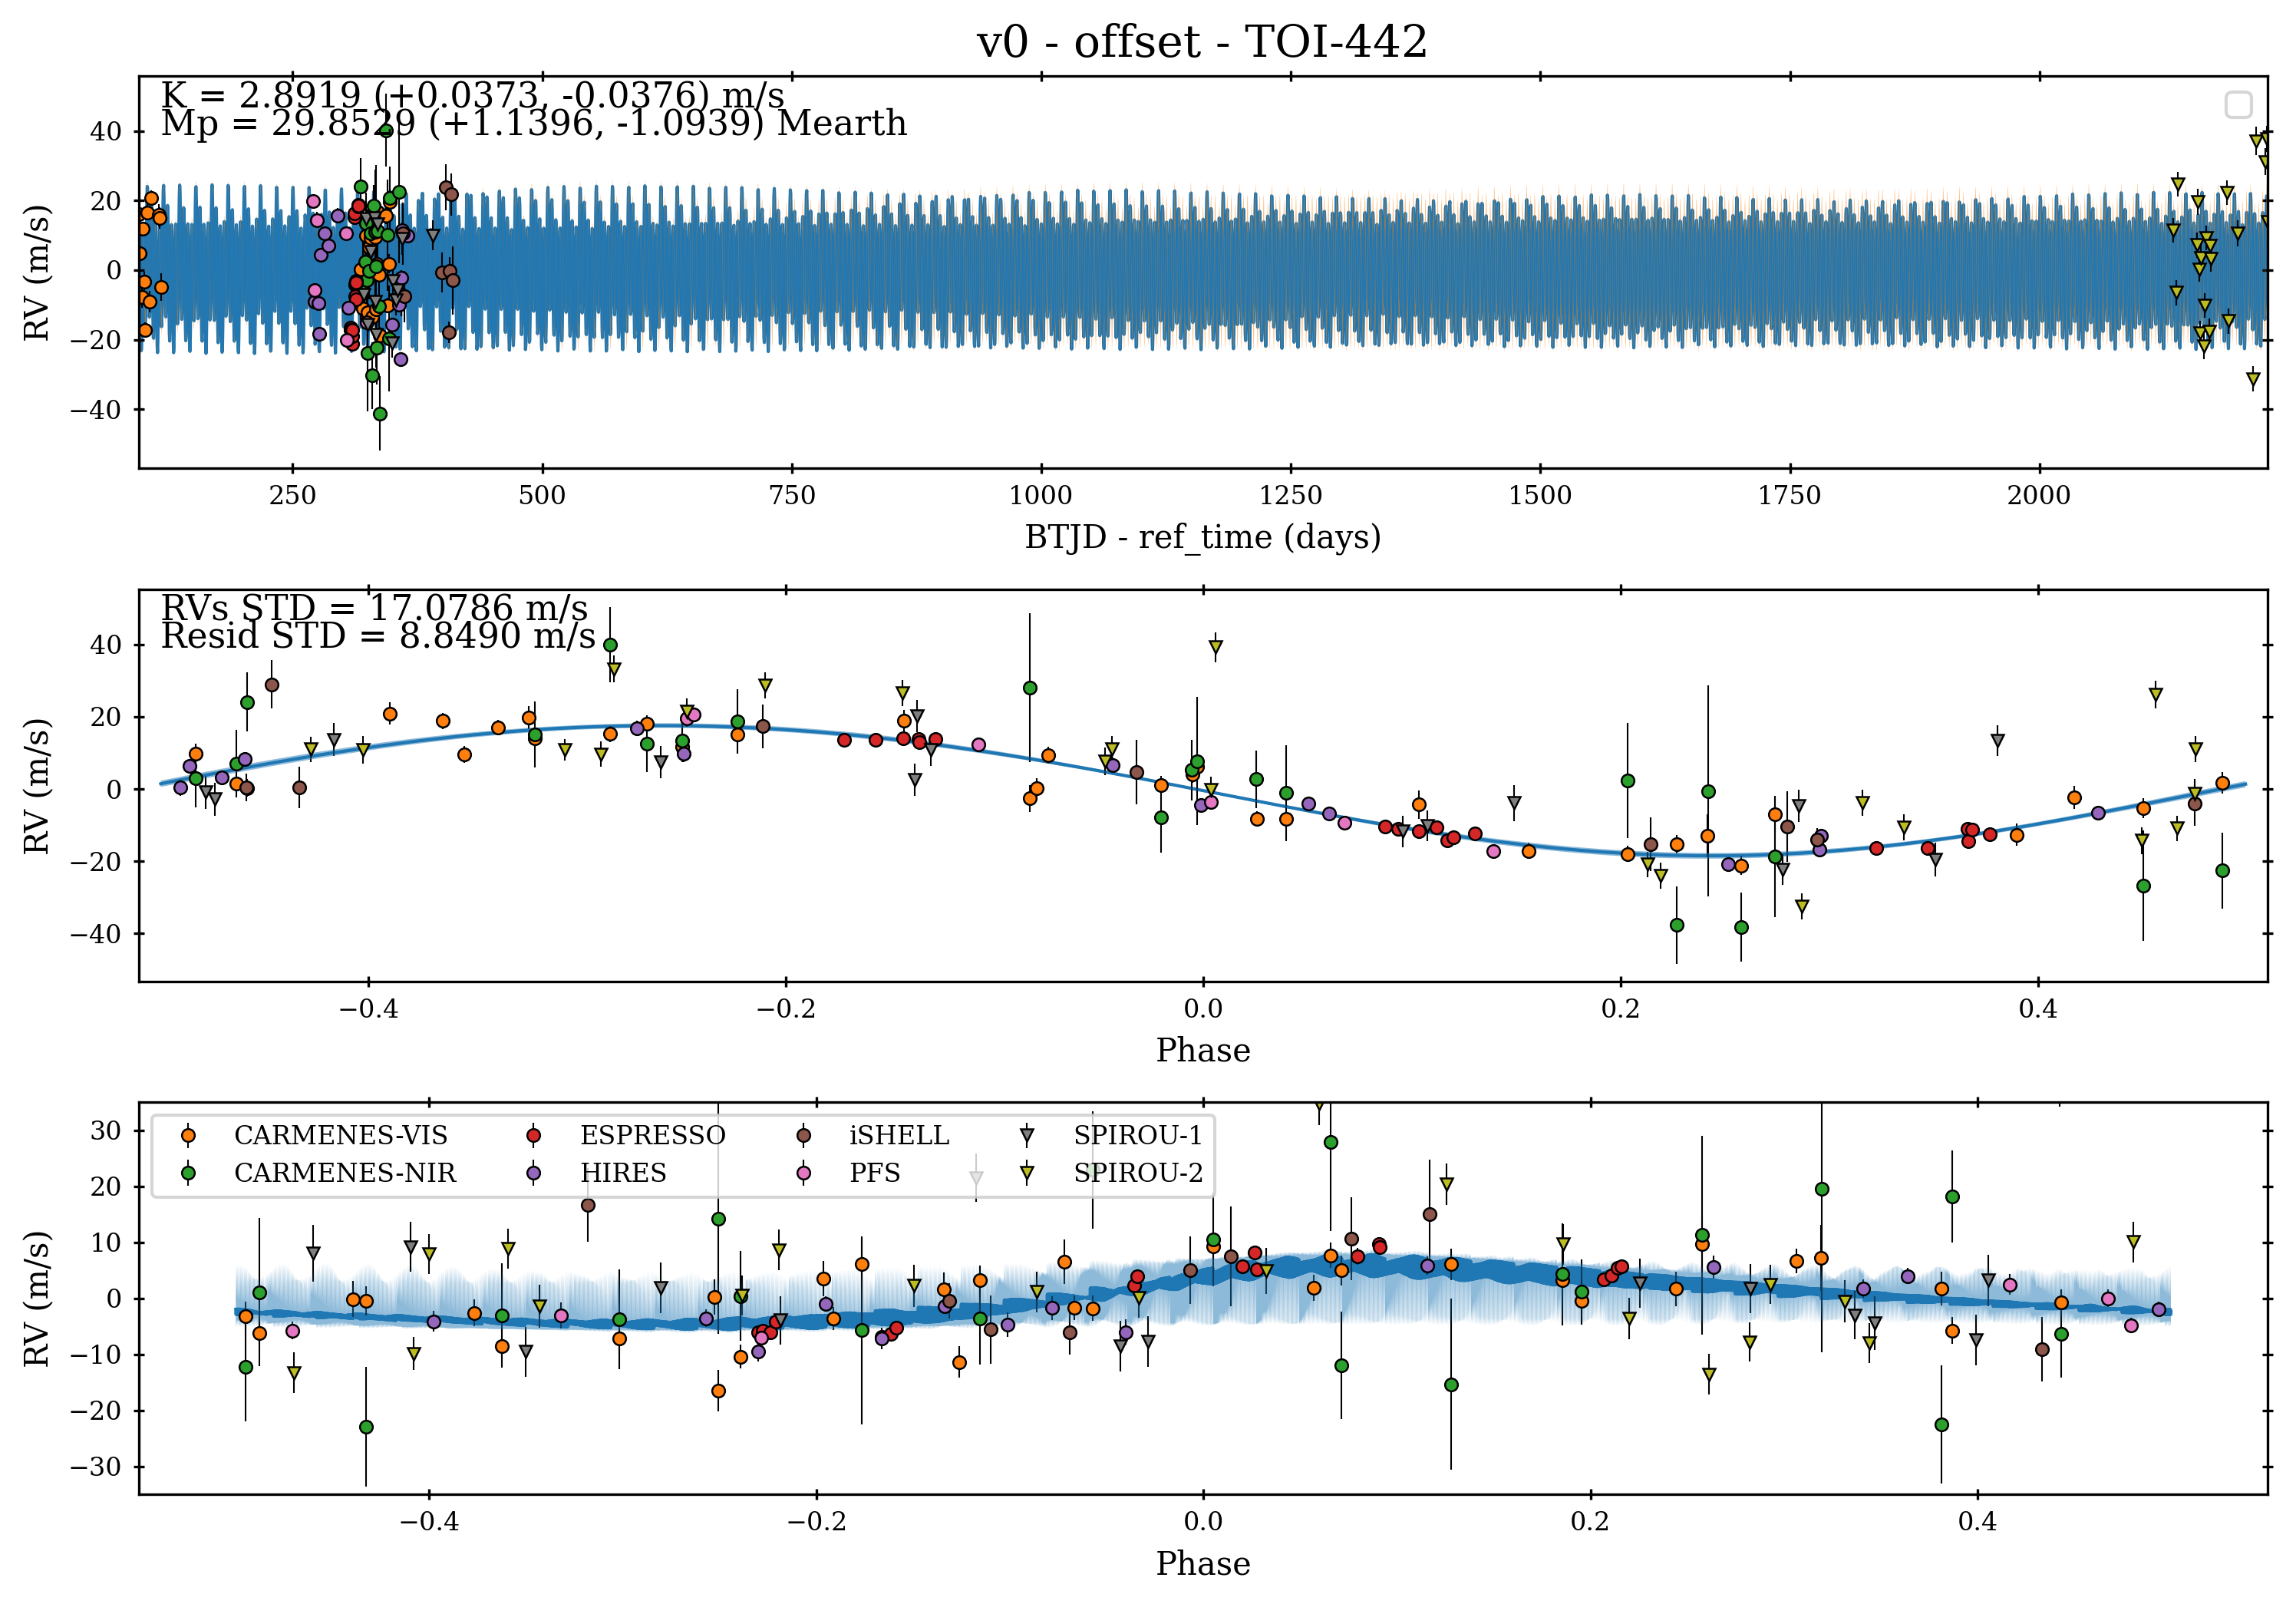 v0 - offset - TOI-442
K = 2.8919 (+0.0373, -0.0376) m/s
Mp = 29.8529 (+1.1396, -1.0939) Mearth
RV (m/s)
40
20
0
−20
−40
250 500 750 1000 1250 1500 1750 2000
BTJD - ref_time (days)
RVs STD = 17.0786 m/s
Resid STD = 8.8490 m/s
RV (m/s)
40
20
0
−20
−40
−0.4 −0.2 0.0 0.2 0.4
Phase
CARMENES-VIS ESPRESSO iSHELL SPIROU-1
CARMENES-NIR HIRES PFS SPIROU-2
RV (m/s)
30
20
10
0
−10
−20
−30
−0.4 −0.2 0.0 0.2 0.4
Phase